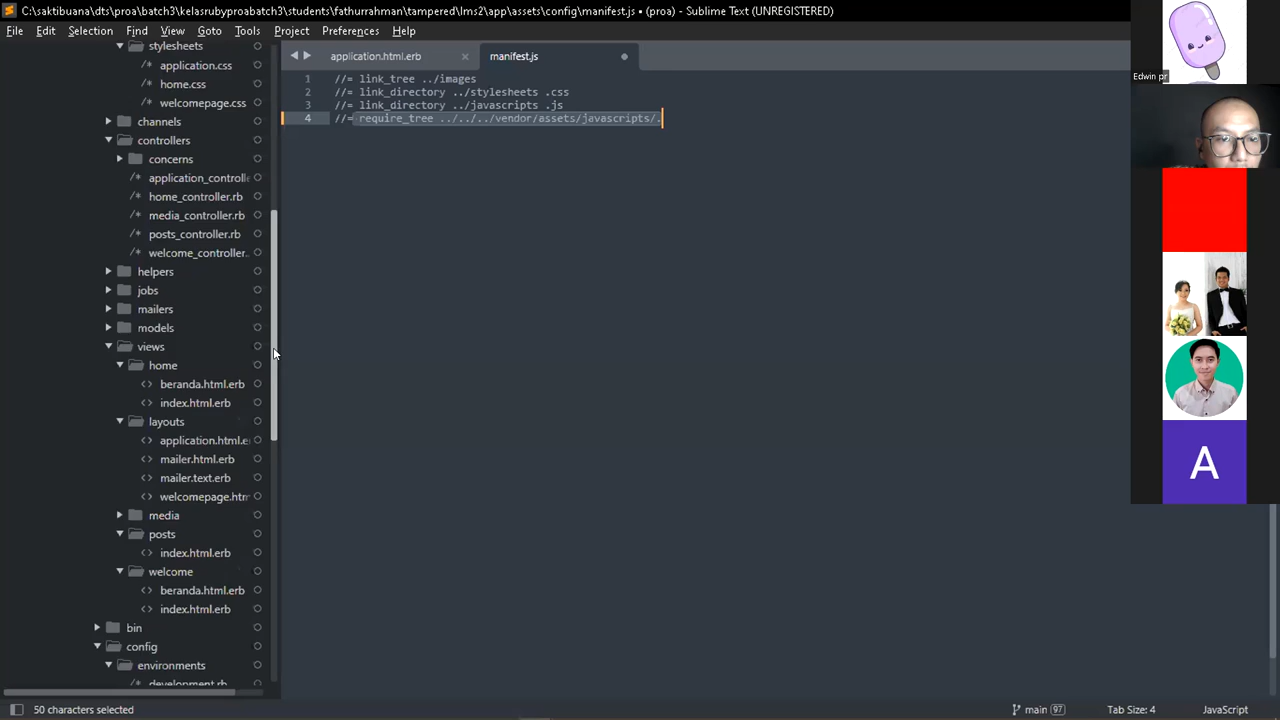 C:\saktibuana\dts\proa\batch3\kelasrubyproabatch3\students\fathurrahman\tampered\lms2\app\assets\config\manifest.js • (proa) - Sublime Text (UNREGISTERED)
File Edit Selection Find View Goto Tools Project Preferences Help
stylesheets
application.css
home.css
welcomepage.css
channels
controllers
concerns
application_controll
home_controller.rb
media_controller.rb
posts_controller.rb
welcome_controller.
helpers
jobs
mailers
models
views
home
beranda.html.erb
index.html.erb
layouts
application.html.e
mailer.html.erb
mailer.text.erb
welcomepage.htm
media
posts
index.html.erb
welcome
beranda.html.erb
index.html.erb
bin
config
environments
development.rb
application.html.erb manifest.js
1 //= link_tree ../images
2 //= link_directory ../stylesheets .css
3 //= link_directory ../javascripts .js
4 //= require_tree ../../../vendor/assets/javascripts/.
Edwin pr
A
50 characters selected main 97 Tab Size: 4 JavaScript